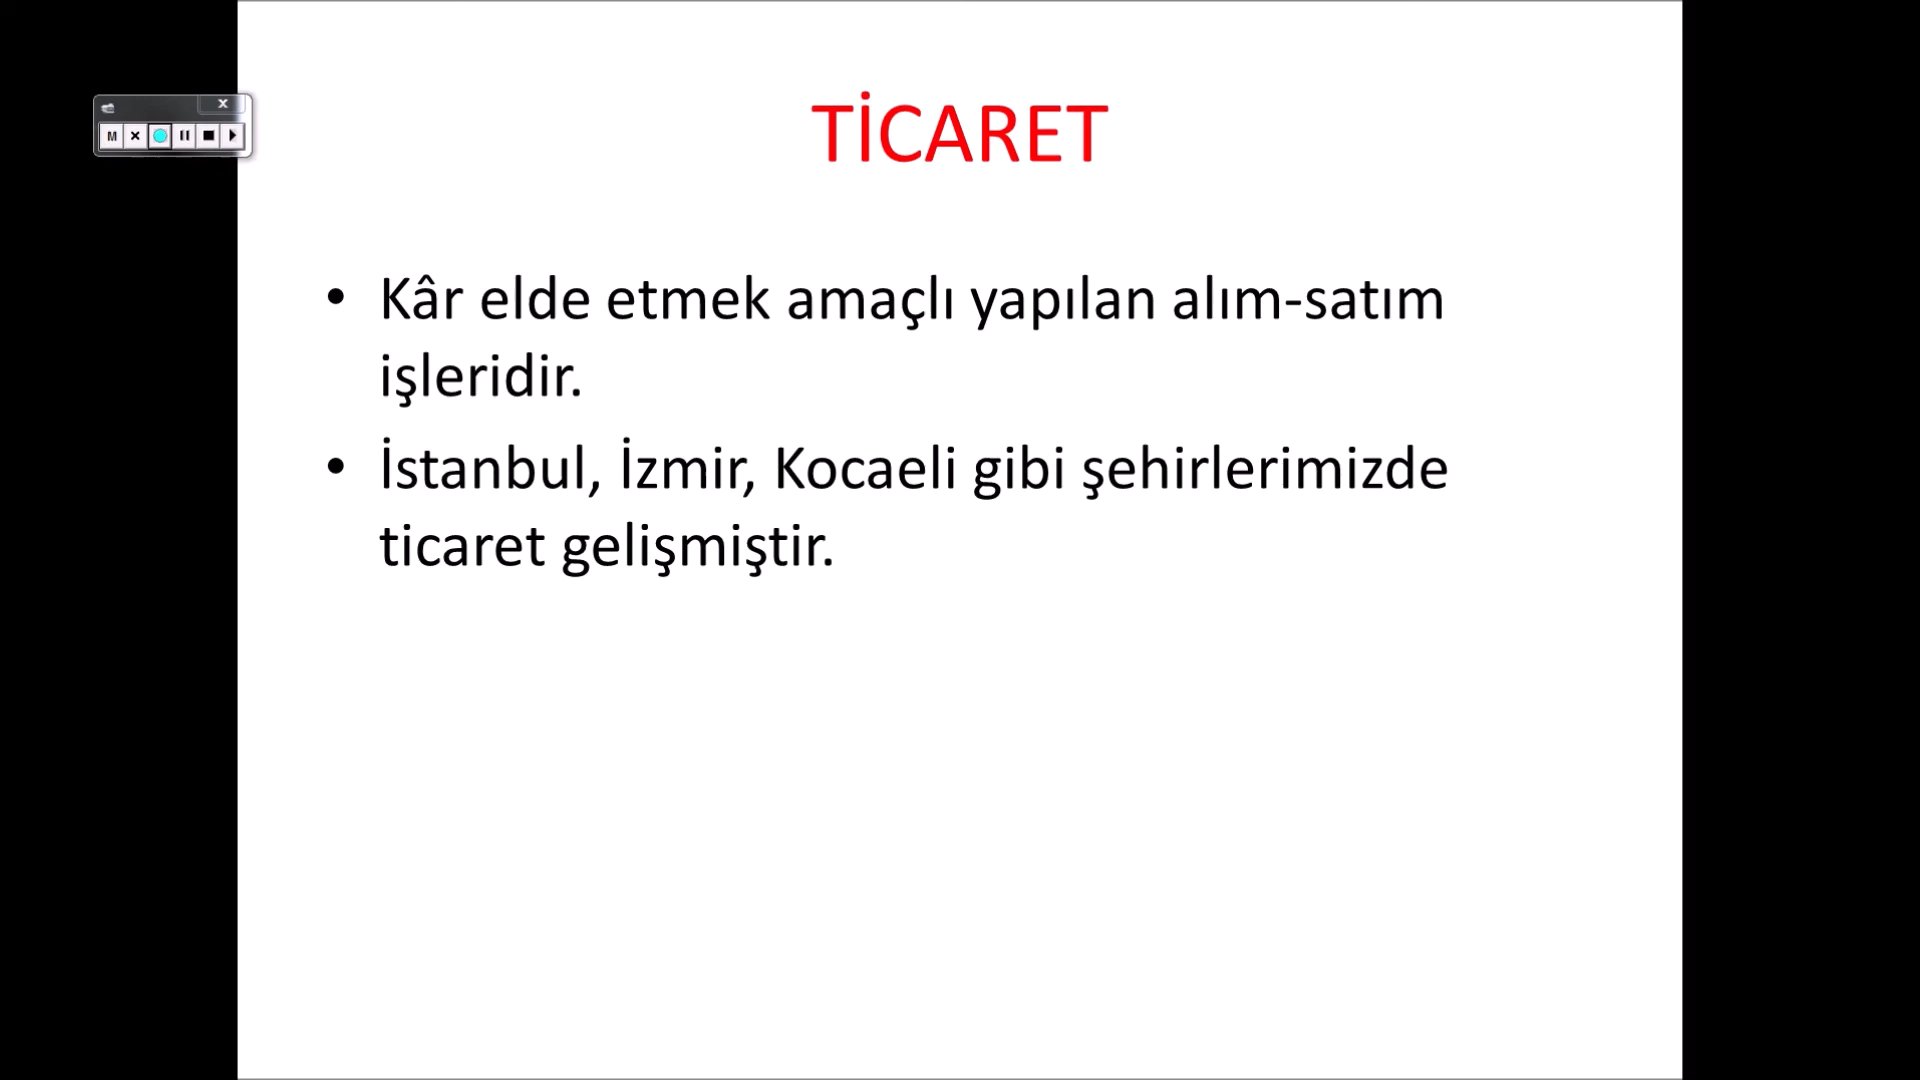 TİCARET
• Kâr elde etmek amaçlı yapılan alım-satım
işleridir.
• İstanbul, İzmir, Kocaeli gibi şehirlerimizde
ticaret gelişmiştir.
M